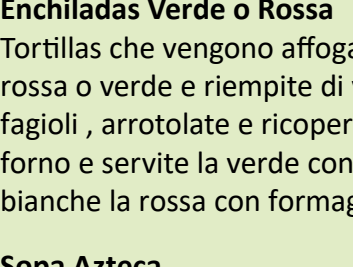 Enchiladas Verde o Rossa
Tortillas che vengono affoga
rossa o verde e riempite di
fagioli , arrotolate e ricoper
forno e servite la verde con
bianche la rossa con formag
Sopa Azteca